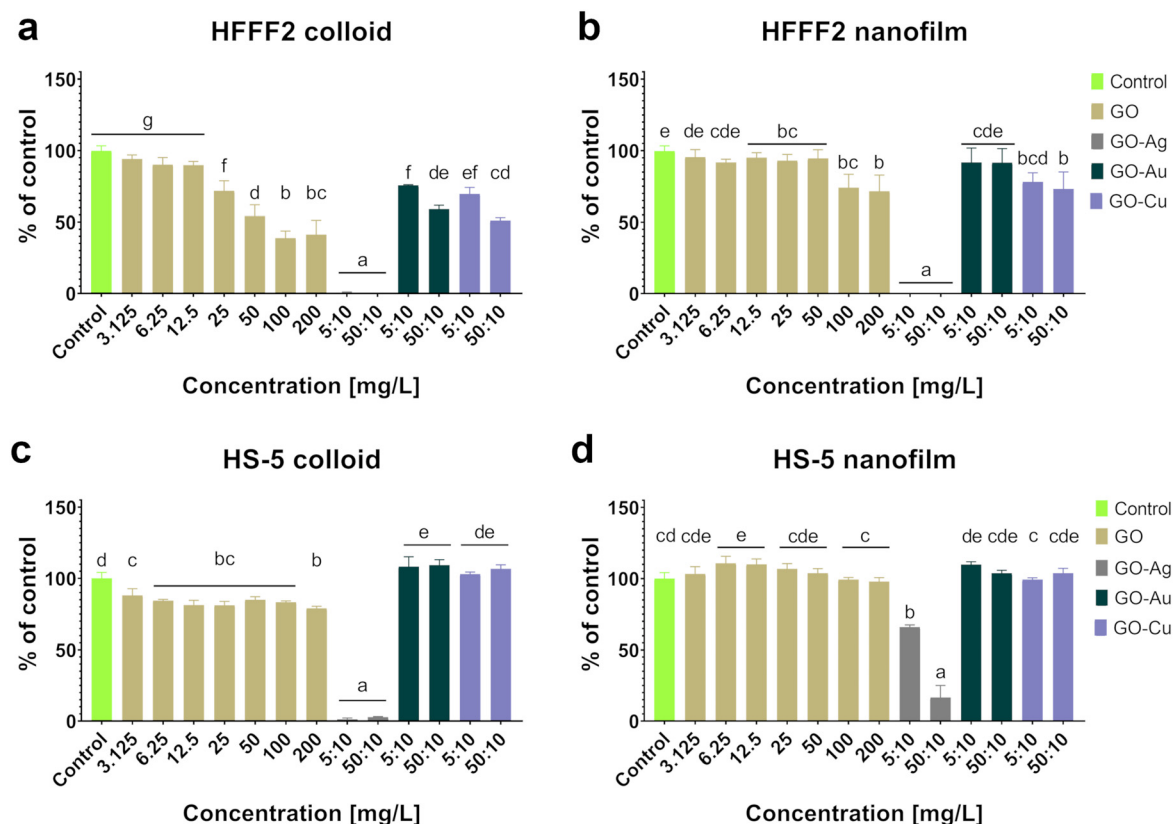 a
HFFF2 colloid
150
100
50
0
% of control
g
f
d
b
bc
a
f
de
ef
cd
Control
3.125
6.25
12.5
25
50
100
200
5:10
50:10
5:10
50:10
5:10
50:10
Concentration [mg/L]
b
HFFF2 nanofilm
150
100
50
0
% of control
e
de
cde
bc
bc
b
a
cde
bcd
b
Control
3.125
6.25
12.5
25
50
100
200
5:10
50:10
5:10
50:10
5:10
50:10
Concentration [mg/L]
Control
GO
GO-Ag
GO-Au
GO-Cu
c
HS-5 colloid
150
100
50
0
% of control
d
c
bc
b
a
e
de
Control
3.125
6.25
12.5
25
50
100
200
5:10
50:10
5:10
50:10
5:10
50:10
Concentration [mg/L]
d
HS-5 nanofilm
150
100
50
0
% of control
cd
cde
e
cde
c
b
a
de
cde
c
cde
Control
3.125
6.25
12.5
25
50
100
200
5:10
50:10
5:10
50:10
5:10
50:10
Concentration [mg/L]
Control
GO
GO-Ag
GO-Au
GO-Cu